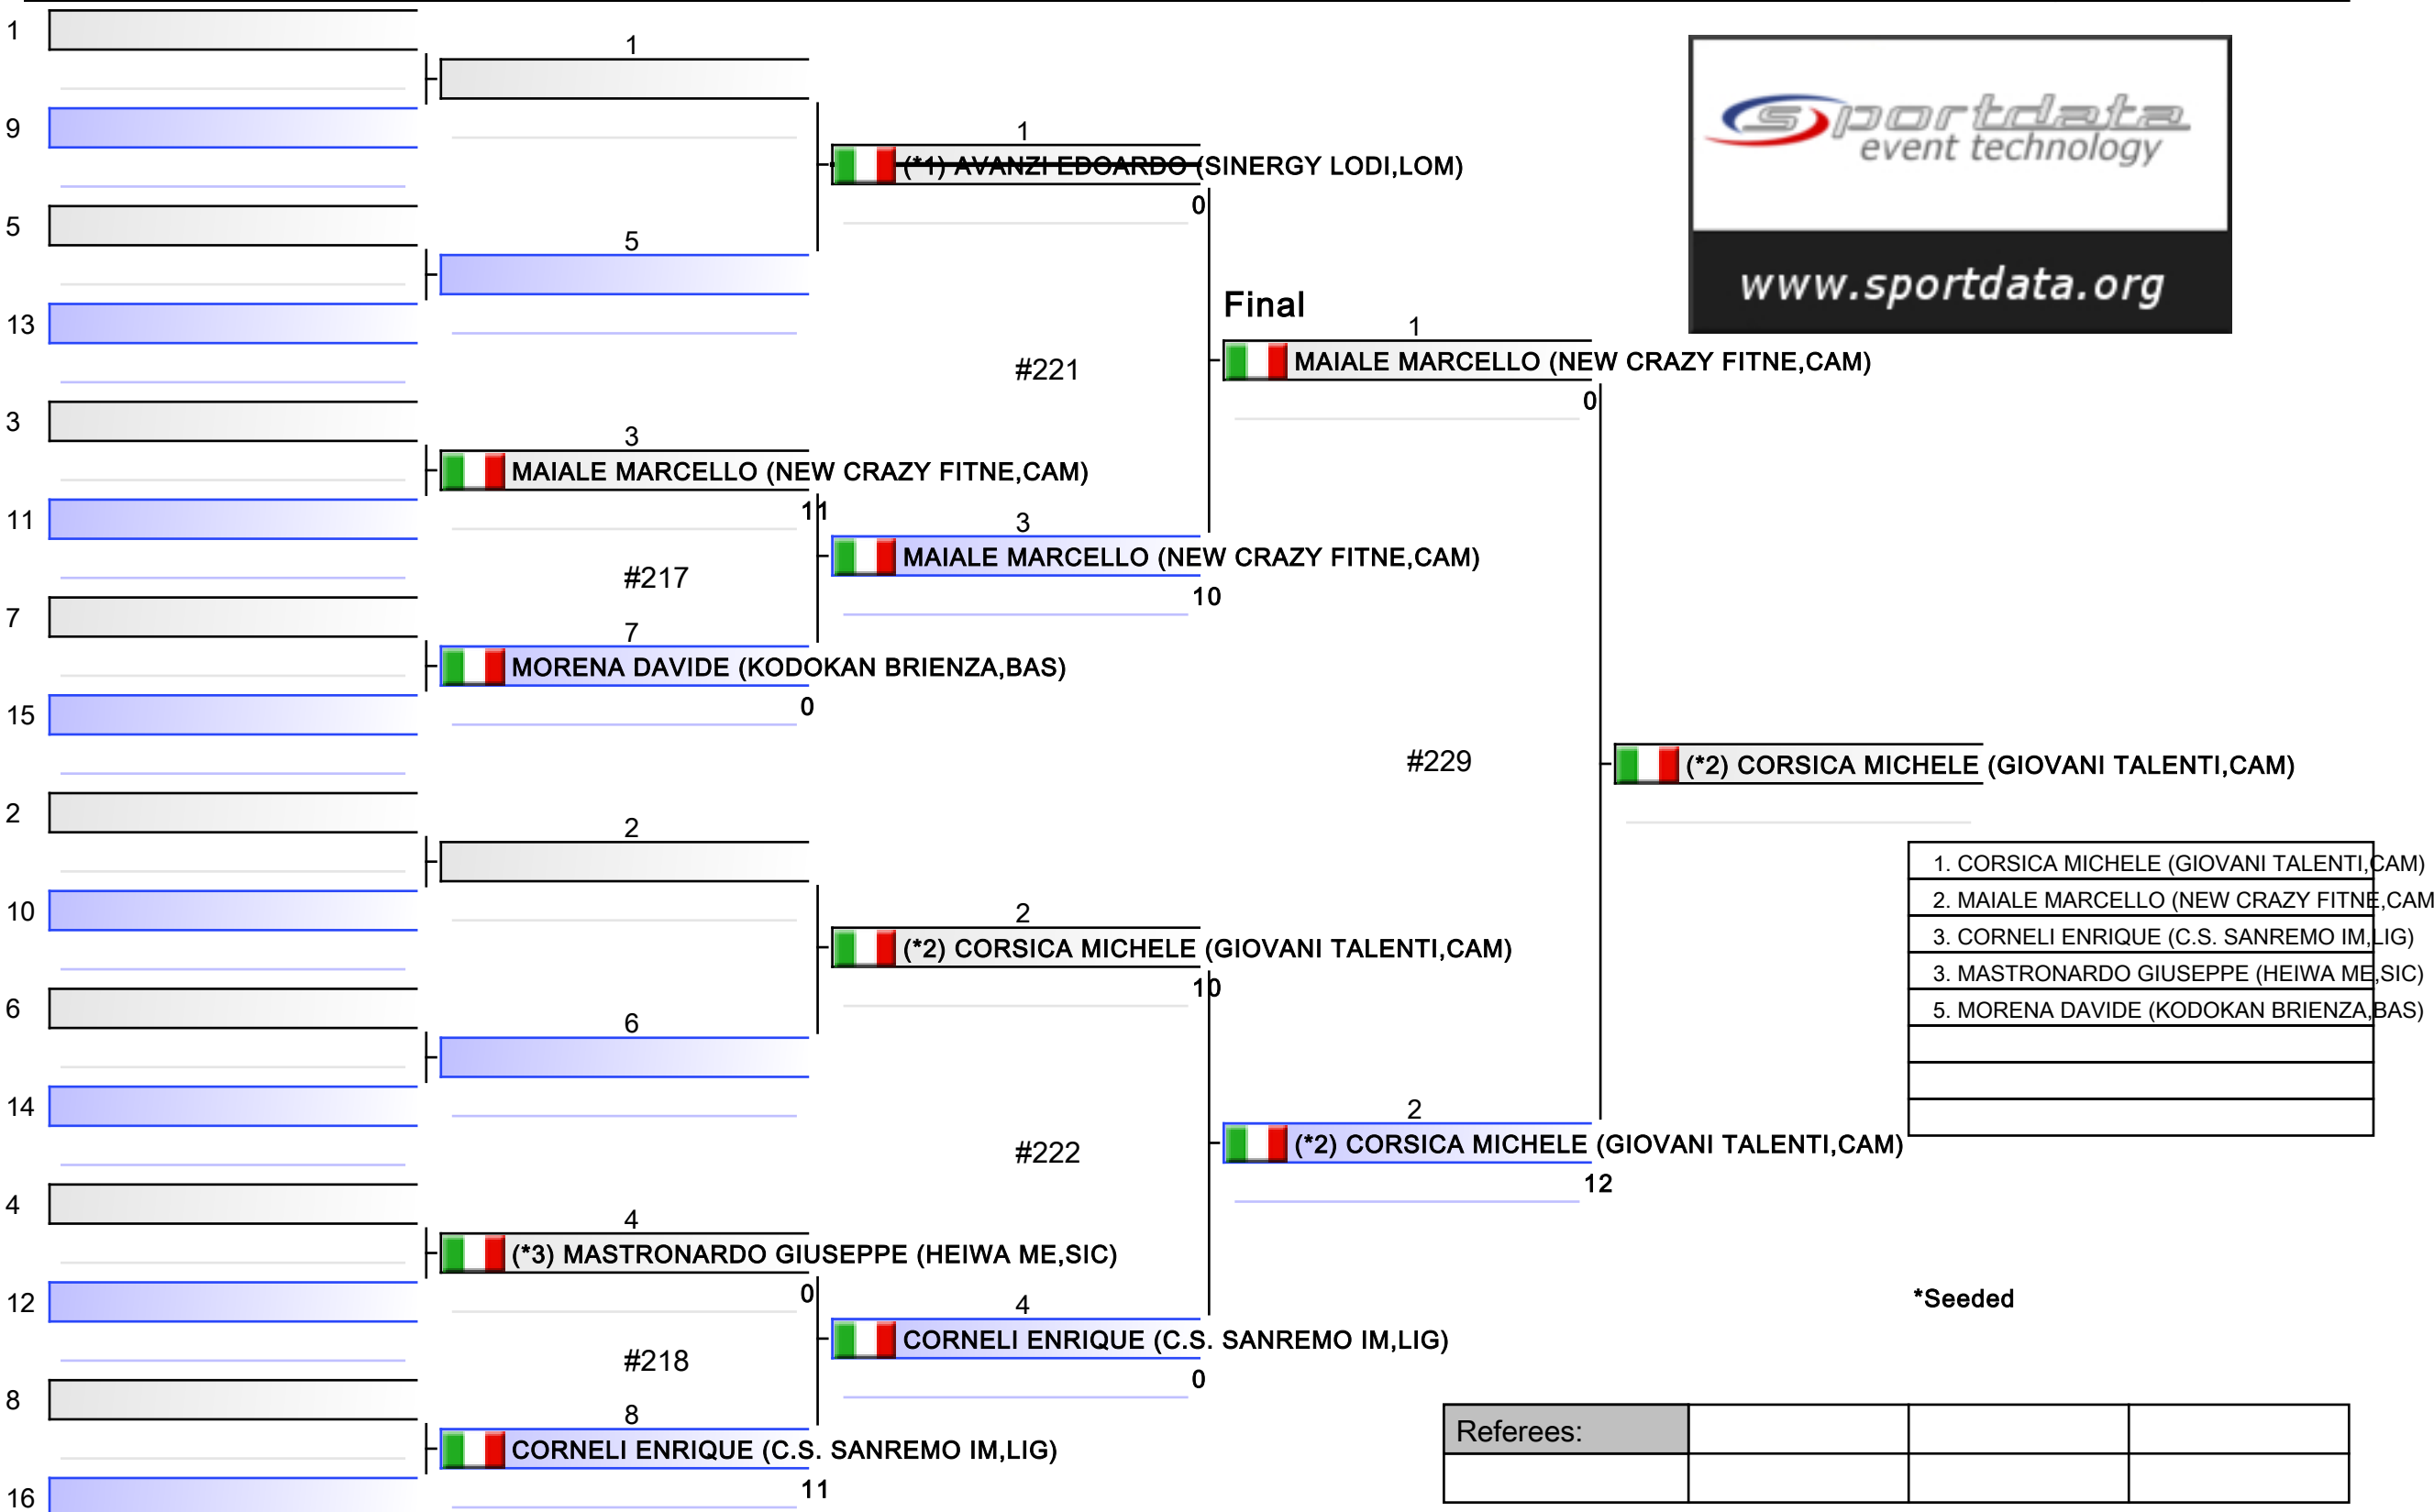 1
1
9
1
(*1) AVANZI EDOARDO (SINERGY LODI,LOM)
0
sportdata
event technology
www.sportdata.org
5
5
13
Final
1
#221
MAIALE MARCELLO (NEW CRAZY FITNE,CAM)
0
3
3
MAIALE MARCELLO (NEW CRAZY FITNE,CAM)
11
11
3
MAIALE MARCELLO (NEW CRAZY FITNE,CAM)
#217
10
7
7
MORENA DAVIDE (KODOKAN BRIENZA,BAS)
0
15
#229
(*2) CORSICA MICHELE (GIOVANI TALENTI,CAM)
2
2
10
2
(*2) CORSICA MICHELE (GIOVANI TALENTI,CAM)
10
1. CORSICA MICHELE (GIOVANI TALENTI,CAM)
2. MAIALE MARCELLO (NEW CRAZY FITNE,CAM
3. CORNELI ENRIQUE (C.S. SANREMO IM,LIG)
3. MASTRONARDO GIUSEPPE (HEIWA ME,SIC)
5. MORENA DAVIDE (KODOKAN BRIENZA,BAS)
6
6
14
#222
2
(*2) CORSICA MICHELE (GIOVANI TALENTI,CAM)
12
4
4
(*3) MASTRONARDO GIUSEPPE (HEIWA ME,SIC)
0
12
4
CORNELI ENRIQUE (C.S. SANREMO IM,LIG)
0
*Seeded
#218
8
8
CORNELI ENRIQUE (C.S. SANREMO IM,LIG)
11
16
Referees: